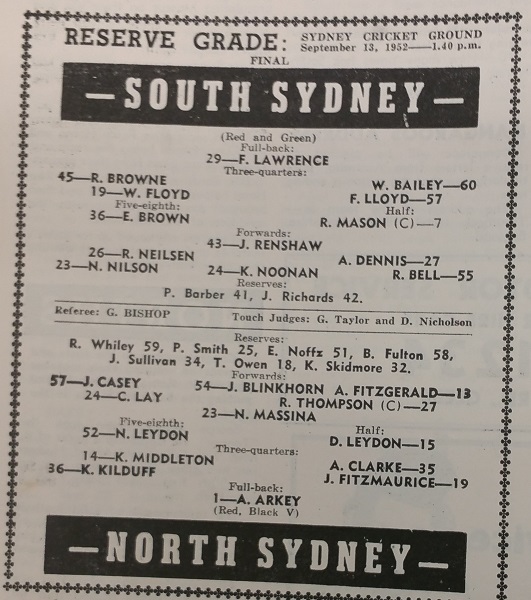 RESERVE GRADE: SYDNEY CRICKET GROUND
September 13, 1952——1.40 p.m.
FINAL
—SOUTH SYDNEY—
(Red and Green)
Full-back:
29—F. LAWRENCE
Three-quarters:
45—R. BROWNE W. BAILEY—60
19—W. FLOYD F. LLOYD—57
Five-eighth: Half:
36—E. BROWN R. MASON (C)—7
Forwards:
43—J. RENSHAW
26—R. NEILSEN A. DENNIS—27
23—N. NILSON 24—K. NOONAN R. BELL—55
Reserves:
P. Barber 41, J. Richards 42.
Referee: G. BISHOP Touch Judges: G. Taylor and D. Nicholson
Reserves:
R. Whiley 59, P. Smith 25, E. Noffz 51, B. Fulton 58,
J. Sullivan 34, T. Owen 18, K. Skidmore 32.
Forwards:
57—J. CASEY 54—J. BLINKHORN A. FITZGERALD—13
24—C. LAY R. THOMPSON (C)—27
23—N. MASSINA
Five-eighth: Half:
52—N. LEYDON D. LEYDON—15
Three-quarters:
14—K. MIDDLETON A. CLARKE—35
36—K. KILDUFF J. FITZMAURICE—19
Full-back:
1—A. ARKEY
(Red, Black V)
—NORTH SYDNEY—